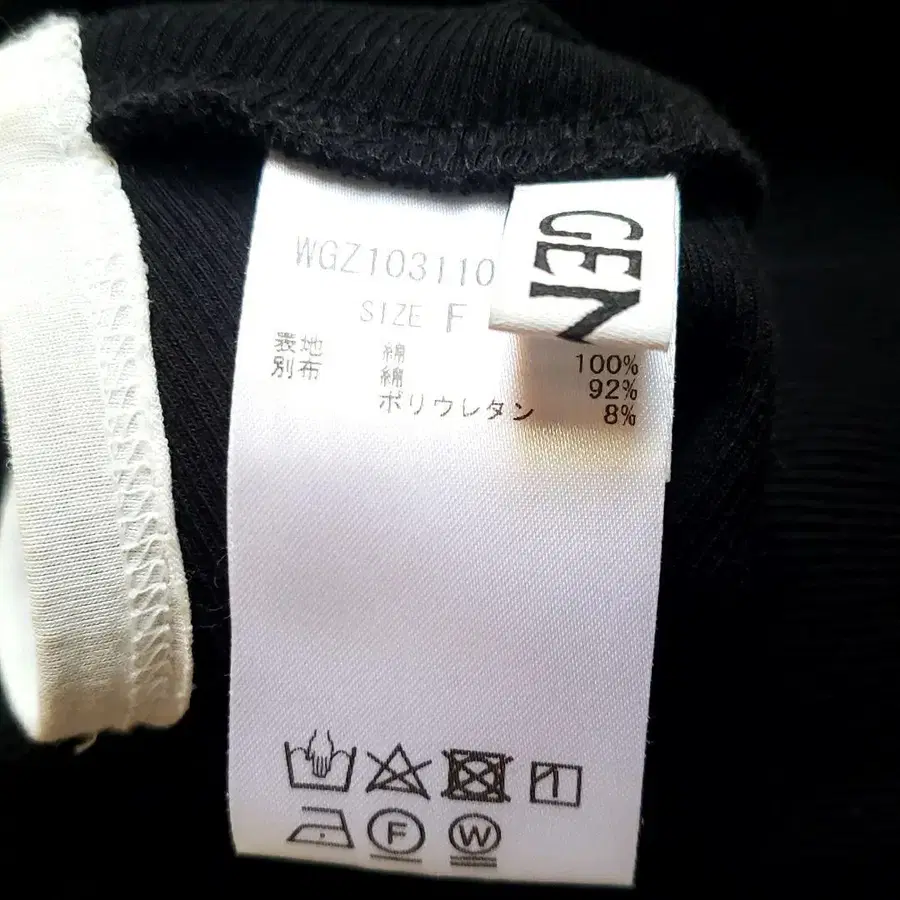 WGZ103110
SIZE F
GEN
表地 綿 100%
別布 綿 92%
ポリウレタン 8%
F
W